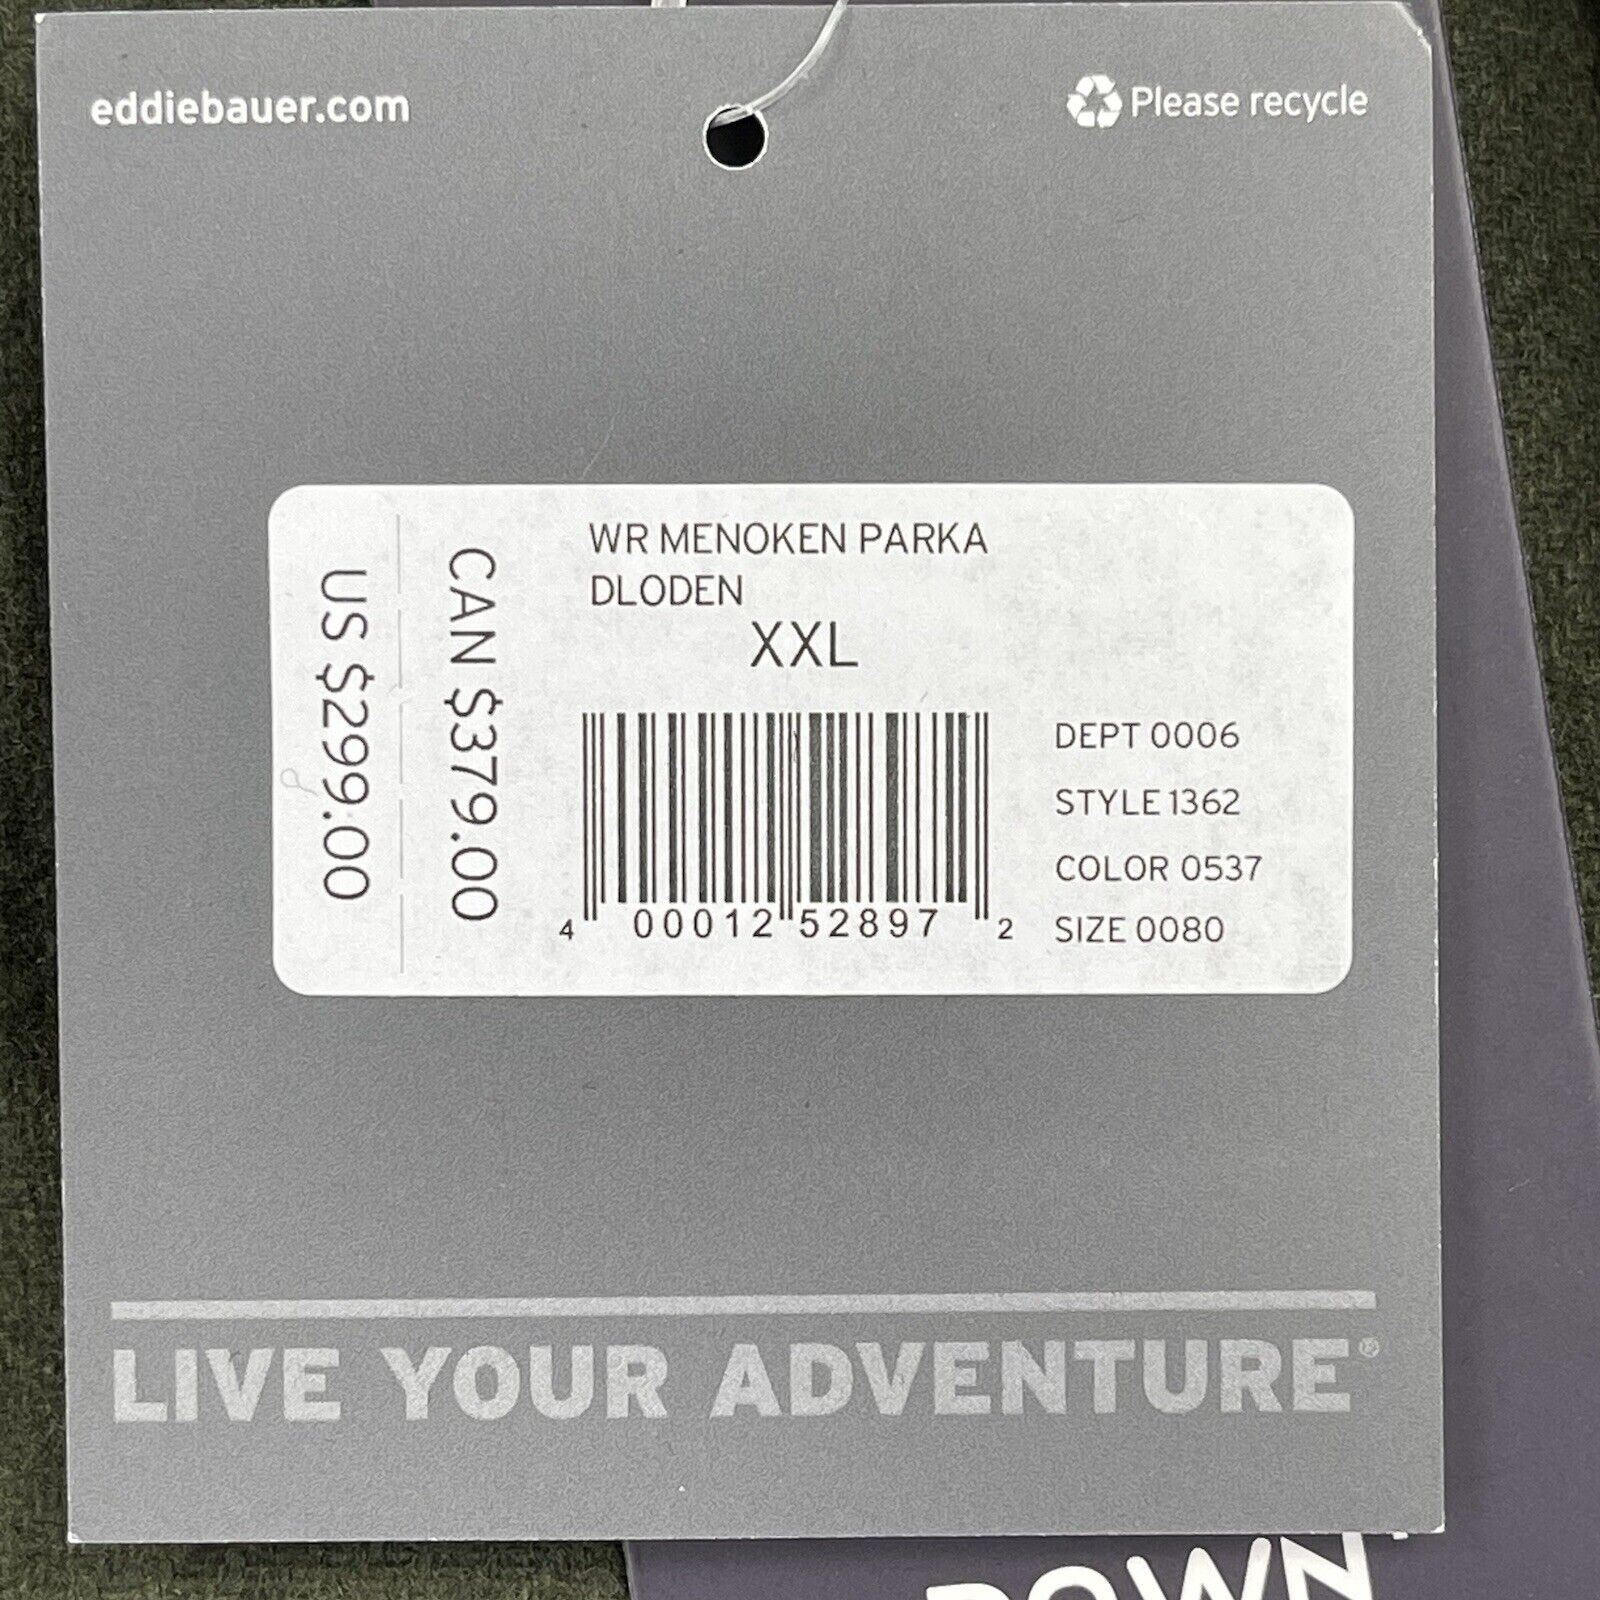 eddiebauer.com
Please recycle
WR MENOKEN PARKA
DLODEN
XXL
US $299.00
CAN $379.00
DEPT 0006
STYLE 1362
COLOR 0537
SIZE 0080
4 00012 52897 2
LIVE YOUR ADVENTURE®
DOWN